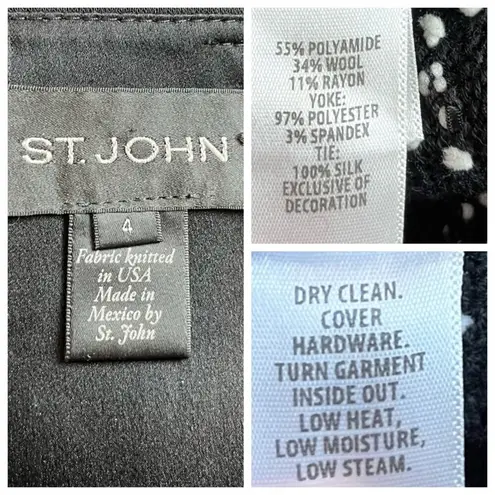 ST. JOHN
4
Fabric knitted
in USA
Made in
Mexico by
St. John
55% POLYAMIDE
34% WOOL
11% RAYON
YOKE:
97% POLYESTER
3% SPANDEX
TIE:
100% SILK
EXCLUSIVE OF
DECORATION
DRY CLEAN.
COVER
HARDWARE.
TURN GARMENT
INSIDE OUT.
LOW HEAT,
LOW MOISTURE,
LOW STEAM.